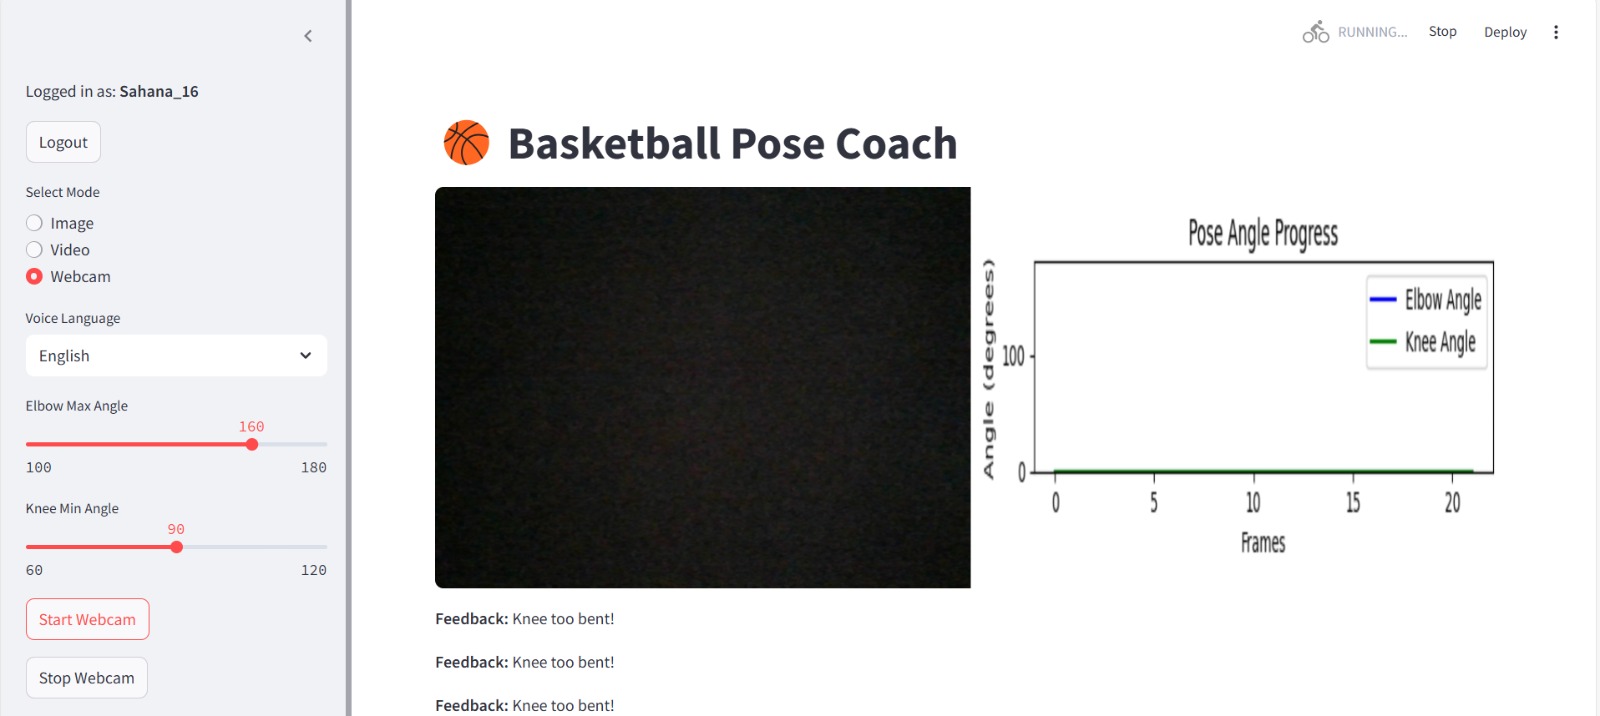 RUNNING...
Stop
Deploy
Logged in as: Sahana_16
Logout
Select Mode
Image
Video
Webcam
Voice Language
English
Elbow Max Angle
160
100
180
Knee Min Angle
90
60
120
Start Webcam
Stop Webcam
Basketball Pose Coach
Pose Angle Progress
Angle (degrees)
100
0
Elbow Angle
Knee Angle
0
5
10
15
20
Frames
Feedback: Knee too bent!
Feedback: Knee too bent!
Feedback: Knee too bent!